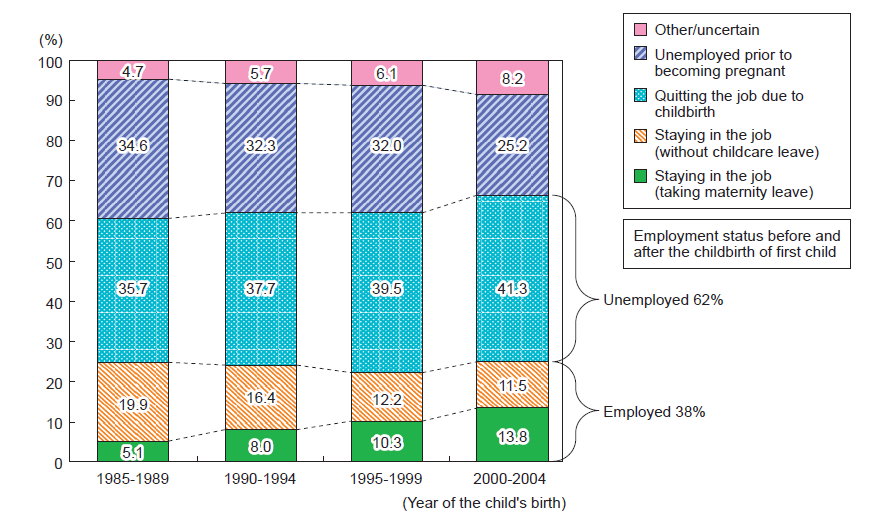 Other/uncertain
Unemployed prior to
becoming pregnant
Quitting the job due to
childbirth
Staying in the job
(without childcare leave)
Staying in the job
(taking maternity leave)
Employment status before and
after the childbirth of first child
(%)
100
90
80
70
60
50
40
30
20
10
0
4.7
5.7
6.1
8.2
34.6
32.3
32.0
25.2
35.7
37.7
39.5
41.3
19.9
16.4
12.2
11.5
5.1
8.0
10.3
13.8
Unemployed 62%
Employed 38%
1985-1989
1990-1994
1995-1999
2000-2004
(Year of the child's birth)